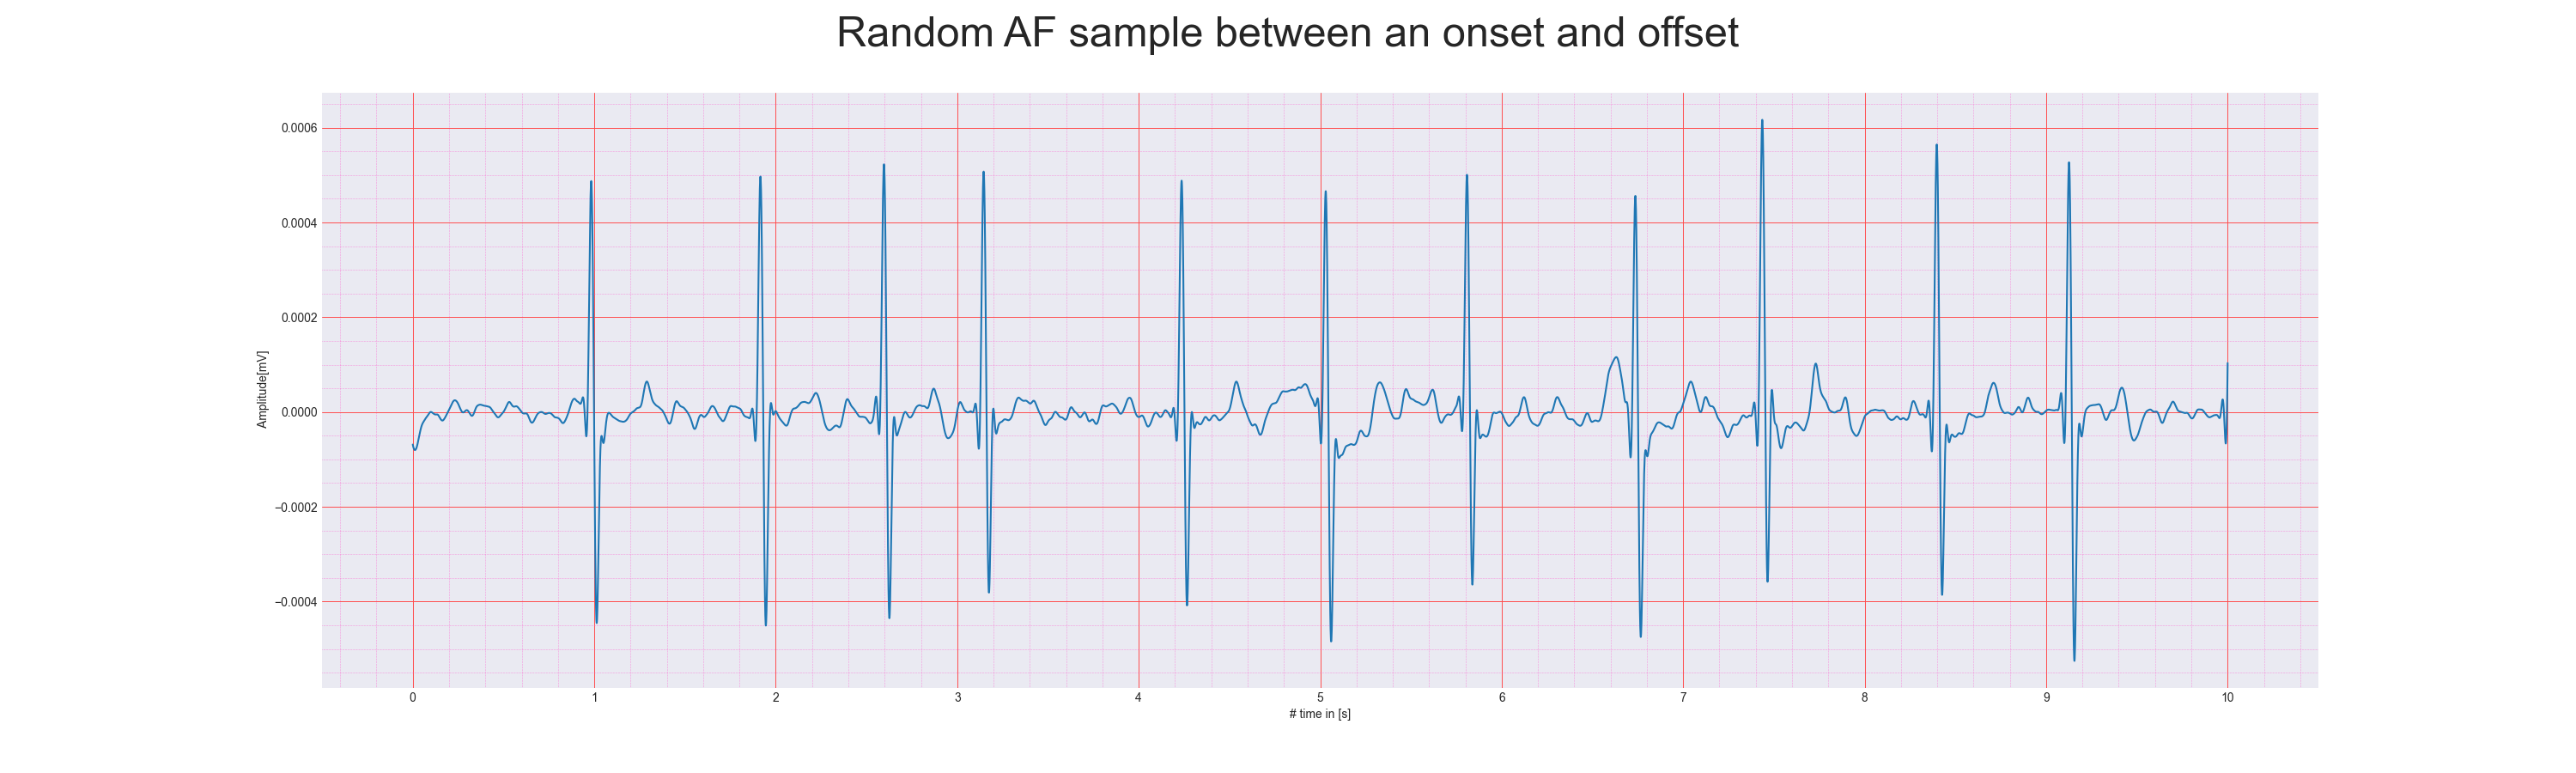 Random AF sample between an onset and offset
0.0006
0.0004
0.0002
0.0000
−0.0002
−0.0004
Amplitude[mV]
0 1 2 3 4 5 6 7 8 9 10
# time in [s]